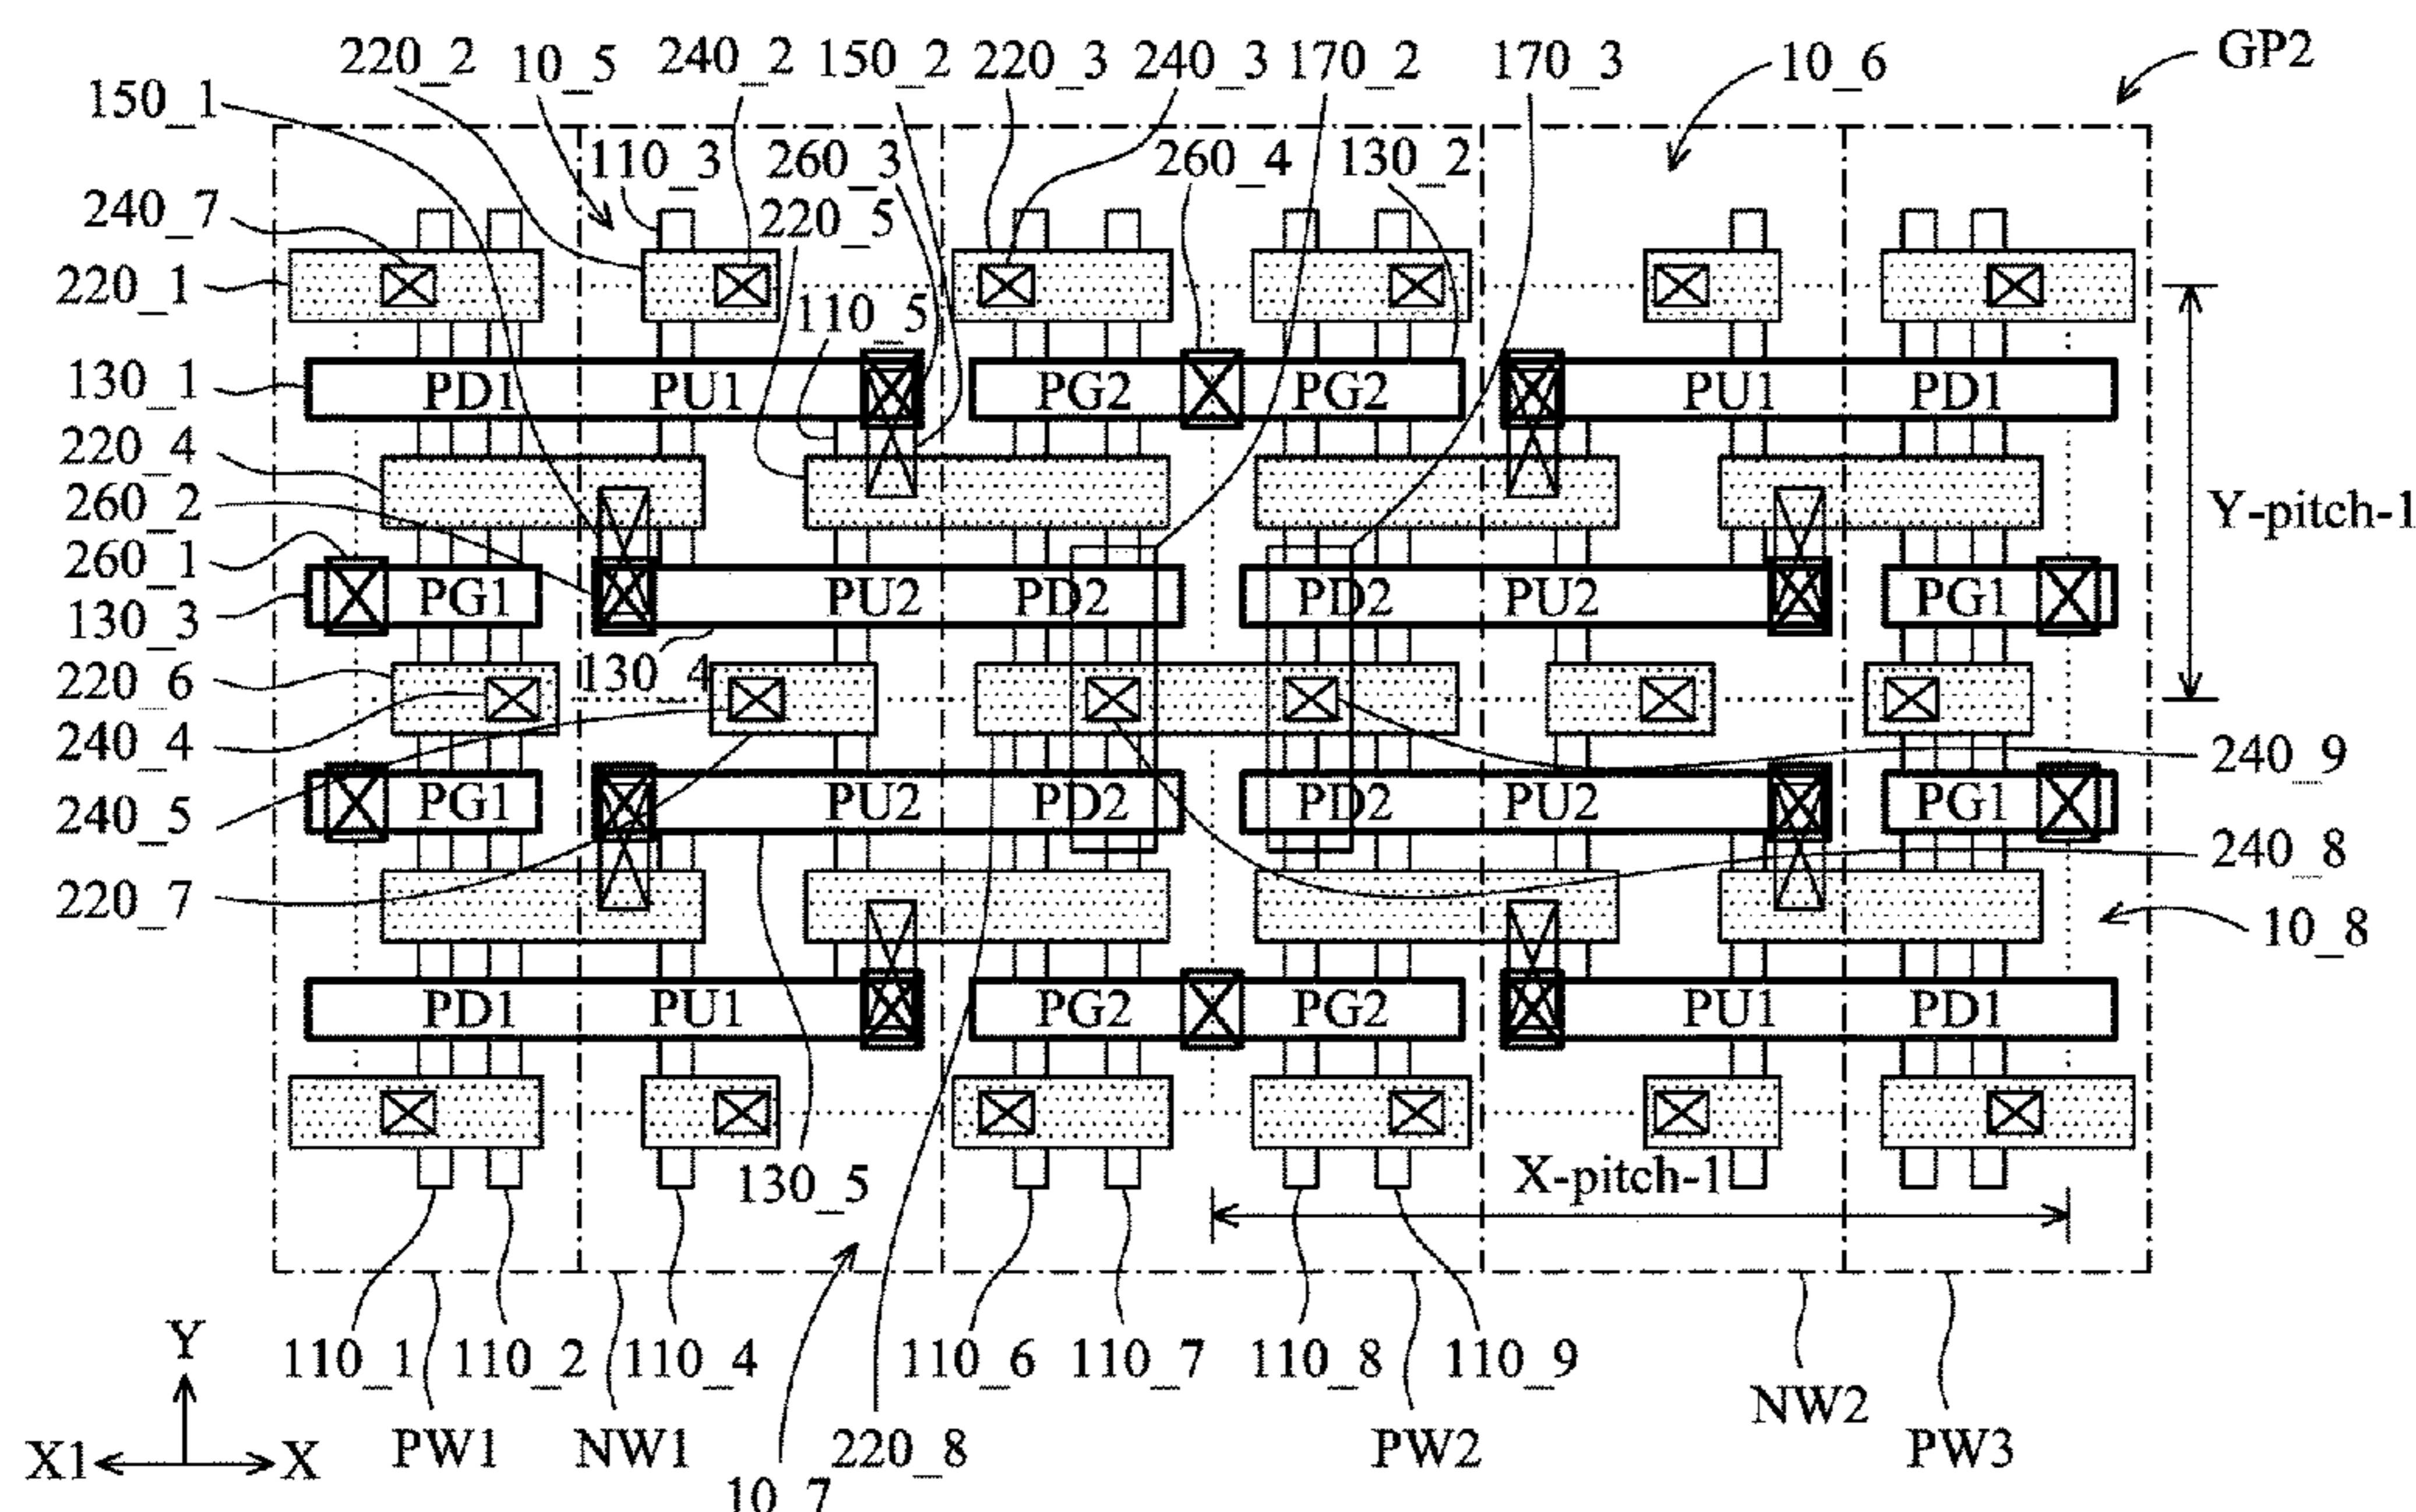 220_2 10_5 240_2 150_2 220_3 240_3 170_2 170_3 10_6 GP2
150_1
110_3 260_3 260_4 130_2
240_7 220_5
220_1
110_5
130_1 PD1 PU1 PG2 PG2 PU1 PD1
220_4
260_2 Y-pitch-1
260_1
130_3 PG1 PU2 PD2 PD2 PU2 PG1
220_6 130_4
240_4 240_9
240_5 PG1 PU2 PD2 PD2 PU2 PG1
240_8
220_7
10_8
PD1 PU1 PG2 PG2 PU1 PD1
130_5 X-pitch-1
Y 110_1 110_2 110_4 110_6 110_7 110_8 110_9
NW2
X1 X PW1 NW1 220_8 PW2 PW3
10_7